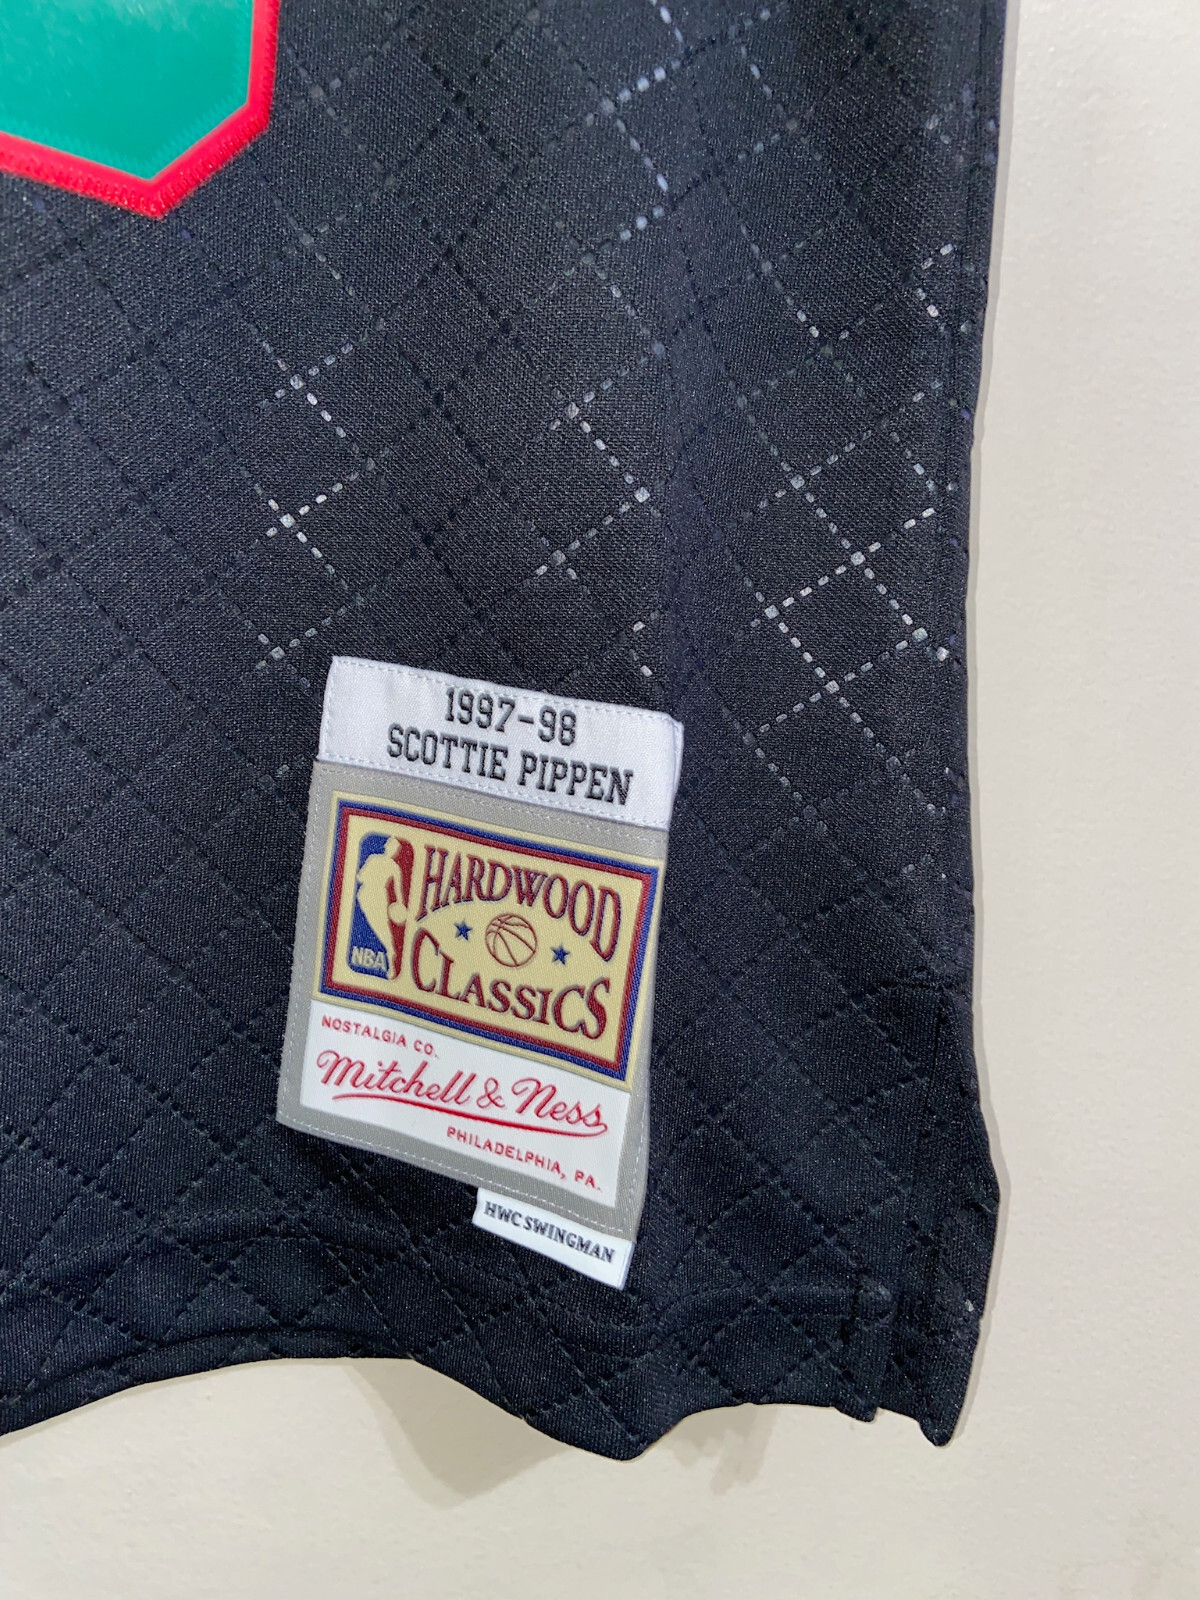 1997-98
SCOTTIE PIPPEN
HARDWOOD
NBA
CLASSICS
NOSTALGIA CO.
Mitchell & Ness
PHILADELPHIA, PA.
HWC SWINGMAN